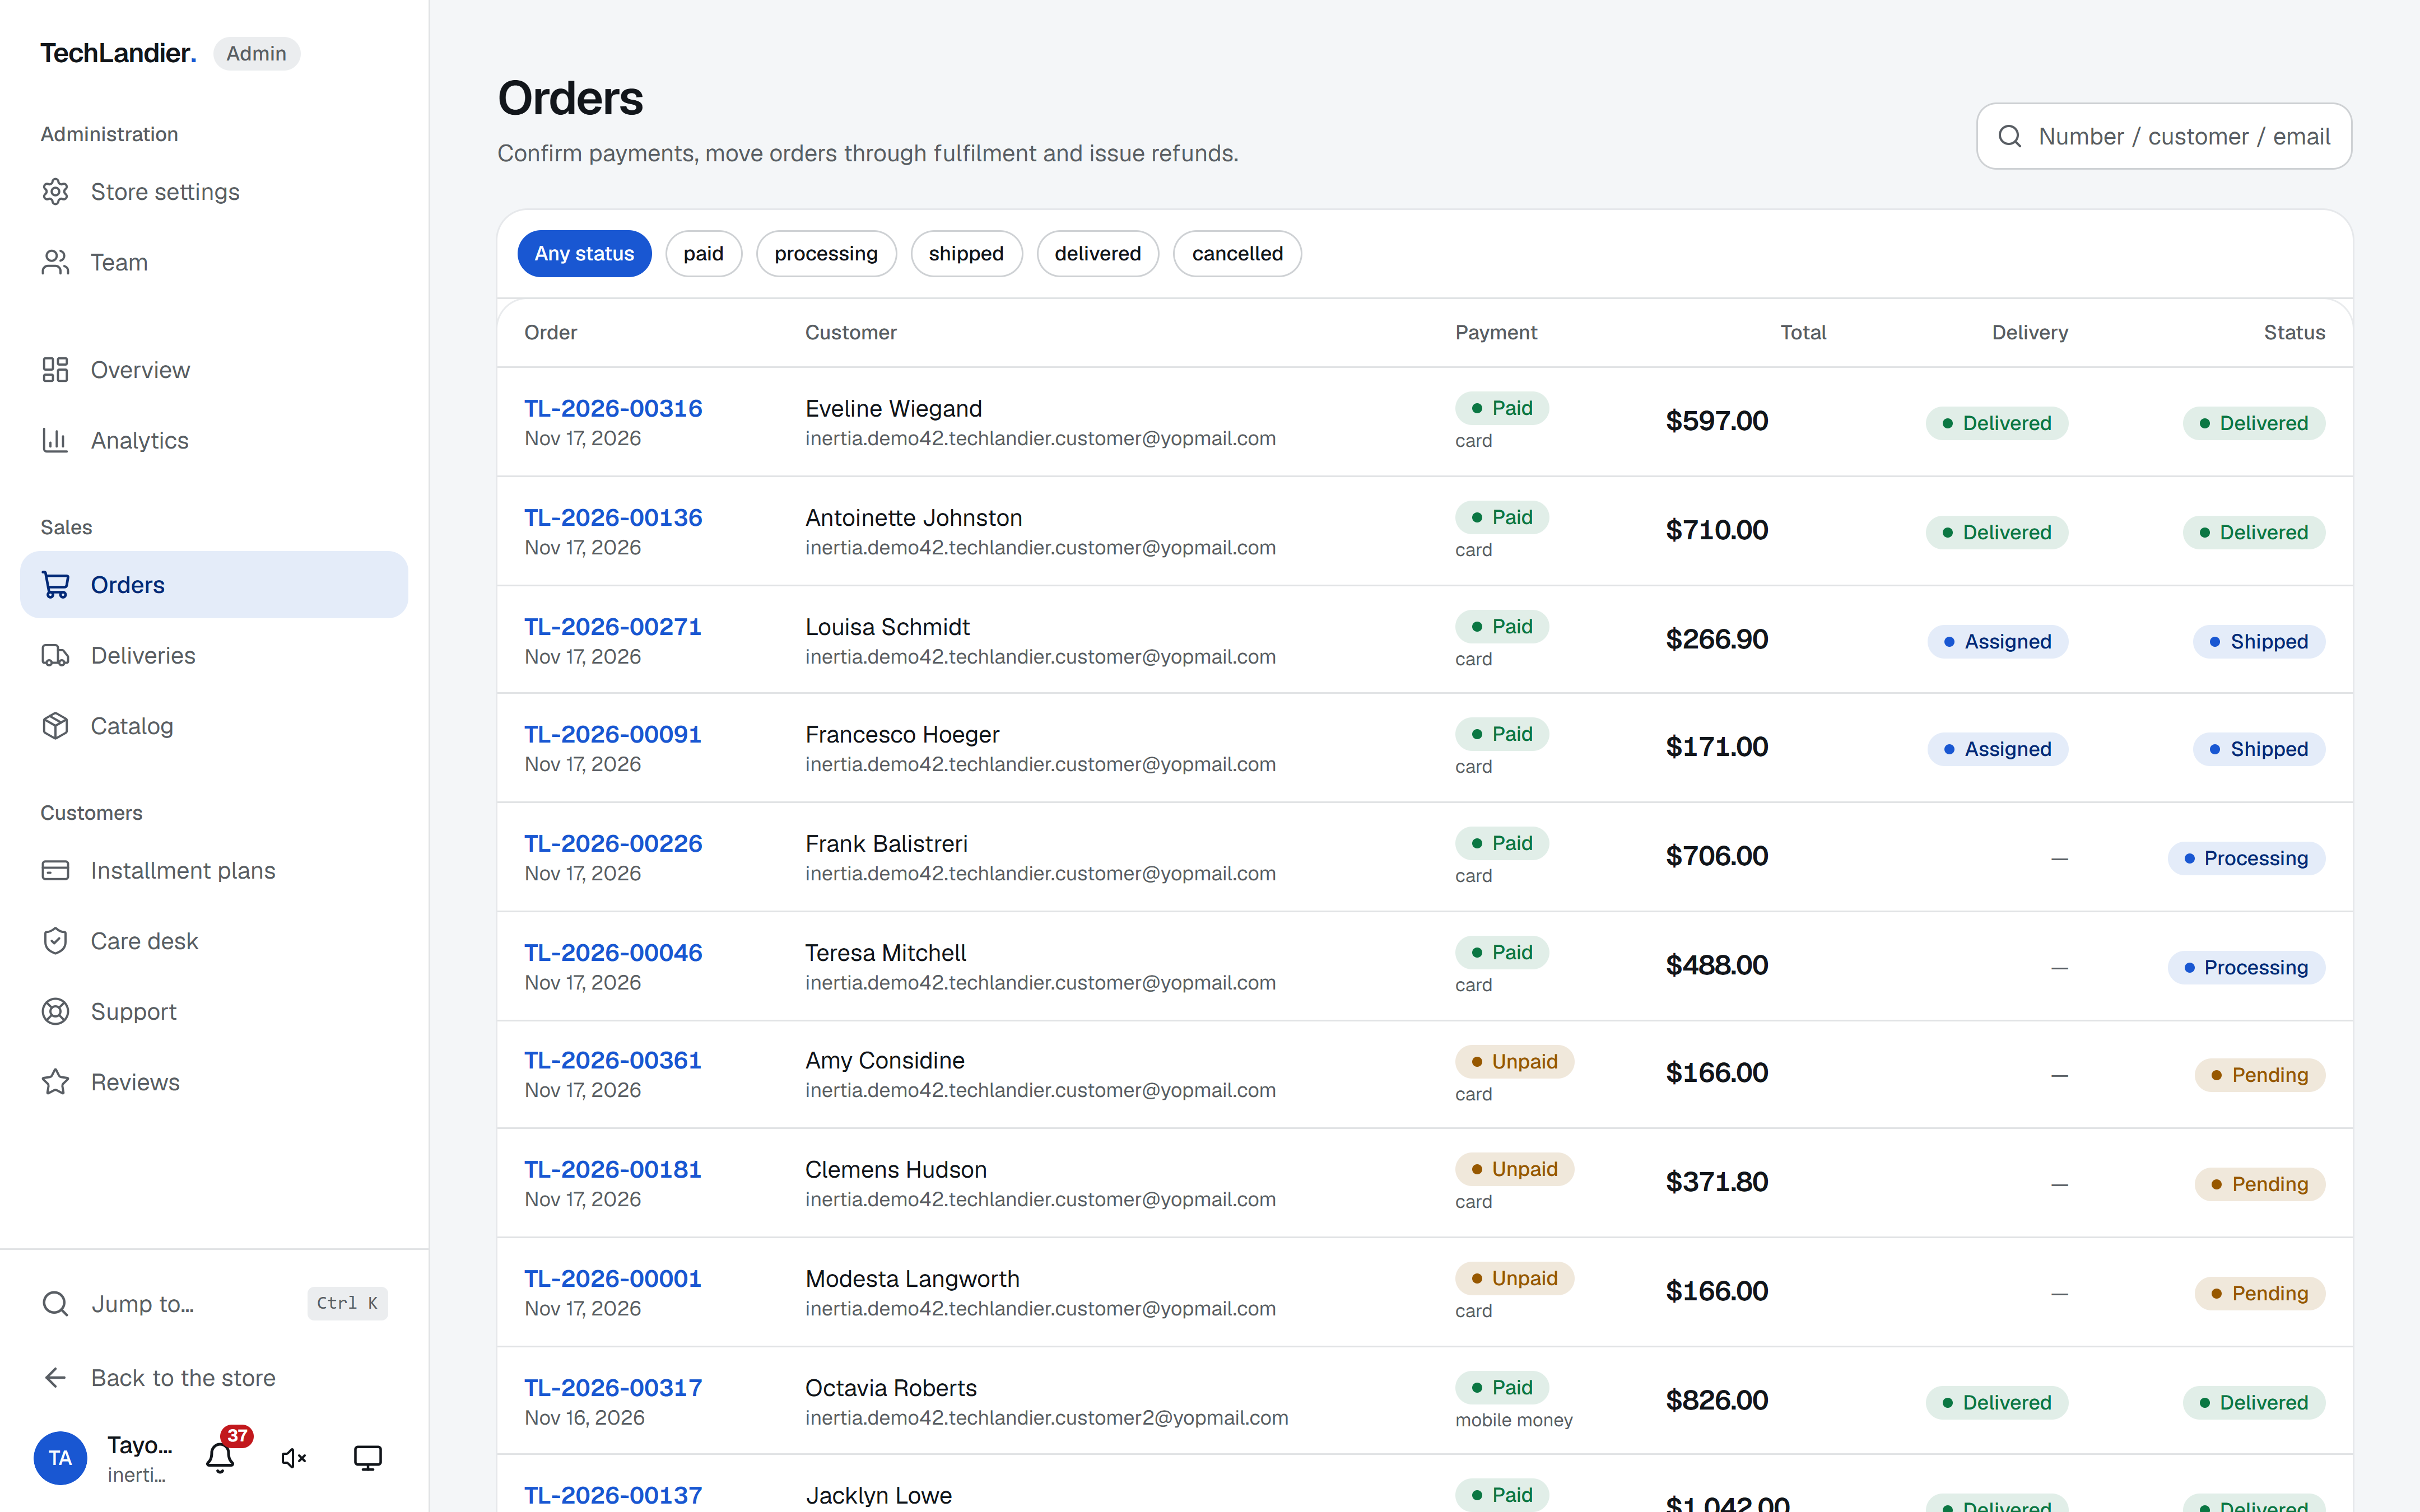 TechLandier. Admin
Administration
Store settings
Team
Overview
Analytics
Sales
Orders
Deliveries
Catalog
Customers
Installment plans
Care desk
Support
Reviews
Jump to... Ctrl K
Back to the store
TA Tayo... 37
inerti...
Orders
Confirm payments, move orders through fulfilment and issue refunds.
Number / customer / email
Any status paid processing shipped delivered cancelled
Order Customer Payment Total Delivery Status
TL-2026-00316 Eveline Wiegand Paid $597.00 Delivered Delivered
Nov 17, 2026 inertia.demo42.techlandier.customer@yopmail.com card
TL-2026-00136 Antoinette Johnston Paid $710.00 Delivered Delivered
Nov 17, 2026 inertia.demo42.techlandier.customer@yopmail.com card
TL-2026-00271 Louisa Schmidt Paid $266.90 Assigned Shipped
Nov 17, 2026 inertia.demo42.techlandier.customer@yopmail.com card
TL-2026-00091 Francesco Hoeger Paid $171.00 Assigned Shipped
Nov 17, 2026 inertia.demo42.techlandier.customer@yopmail.com card
TL-2026-00226 Frank Balistreri Paid $706.00 — Processing
Nov 17, 2026 inertia.demo42.techlandier.customer@yopmail.com card
TL-2026-00046 Teresa Mitchell Paid $488.00 — Processing
Nov 17, 2026 inertia.demo42.techlandier.customer@yopmail.com card
TL-2026-00361 Amy Considine Unpaid $166.00 — Pending
Nov 17, 2026 inertia.demo42.techlandier.customer@yopmail.com card
TL-2026-00181 Clemens Hudson Unpaid $371.80 — Pending
Nov 17, 2026 inertia.demo42.techlandier.customer@yopmail.com card
TL-2026-00001 Modesta Langworth Unpaid $166.00 — Pending
Nov 17, 2026 inertia.demo42.techlandier.customer@yopmail.com card
TL-2026-00317 Octavia Roberts Paid $826.00 Delivered Delivered
Nov 16, 2026 inertia.demo42.techlandier.customer2@yopmail.com mobile money
TL-2026-00137 Jacklyn Lowe Paid $1,042.00 Delivered Delivered